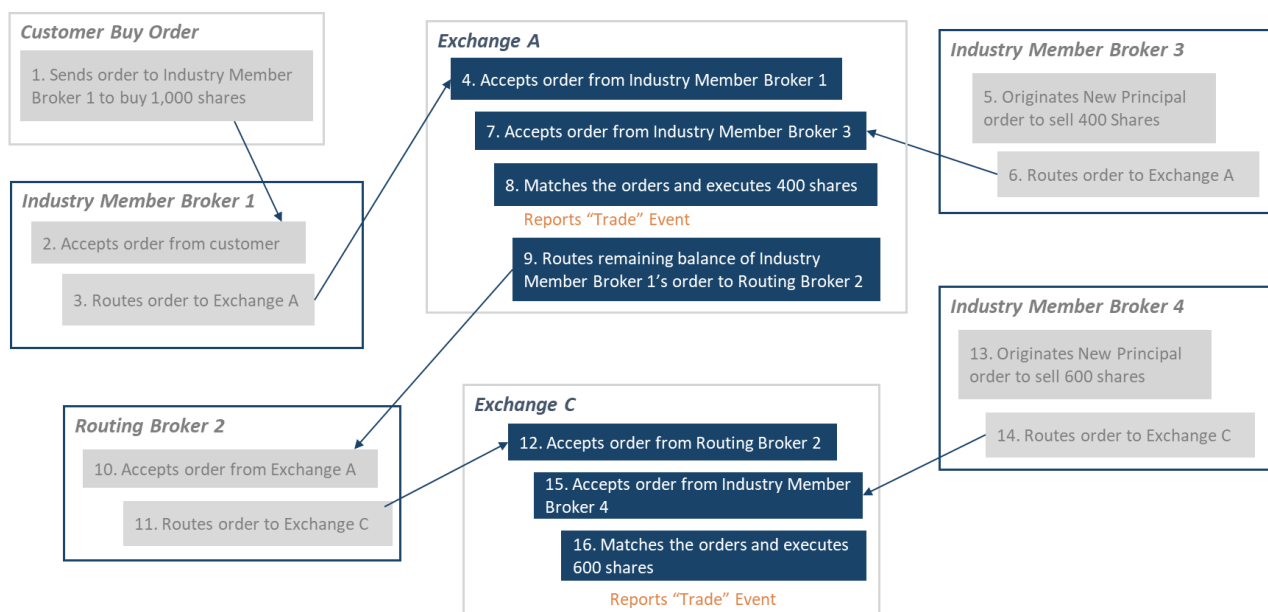 Customer Buy Order
1. Sends order to Industry Member
Broker 1 to buy 1,000 shares
Industry Member Broker 1
2. Accepts order from customer
3. Routes order to Exchange A
Exchange A
4. Accepts order from Industry Member Broker 1
7. Accepts order from Industry Member Broker 3
8. Matches the orders and executes 400 shares
Reports “Trade” Event
9. Routes remaining balance of Industry
Member Broker 1’s order to Routing Broker 2
Industry Member Broker 3
5. Originates New Principal
order to sell 400 Shares
6. Routes order to Exchange A
Routing Broker 2
10. Accepts order from Exchange A
11. Routes order to Exchange C
Exchange C
12. Accepts order from Routing Broker 2
15. Accepts order from Industry Member
Broker 4
16. Matches the orders and executes
600 shares
Reports “Trade” Event
Industry Member Broker 4
13. Originates New Principal
order to sell 600 shares
14. Routes order to Exchange C